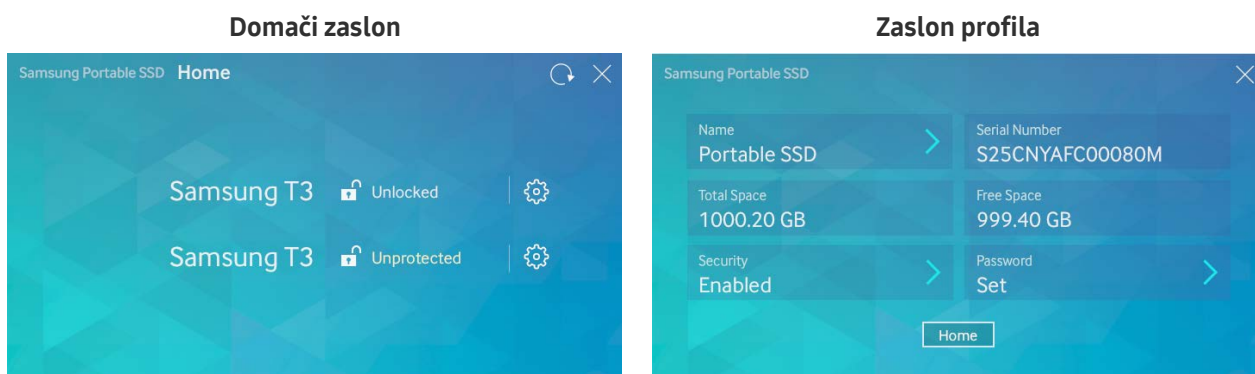 Domači zaslon
Samsung Portable SSD Home
Samsung T3 Unlocked
Samsung T3 Unprotected
Zaslon profila
Samsung Portable SSD
Name
Portable SSD
Serial Number
S25CNYAFC00080M
Total Space
1000.20 GB
Free Space
999.40 GB
Security
Enabled
Password
Set
Home